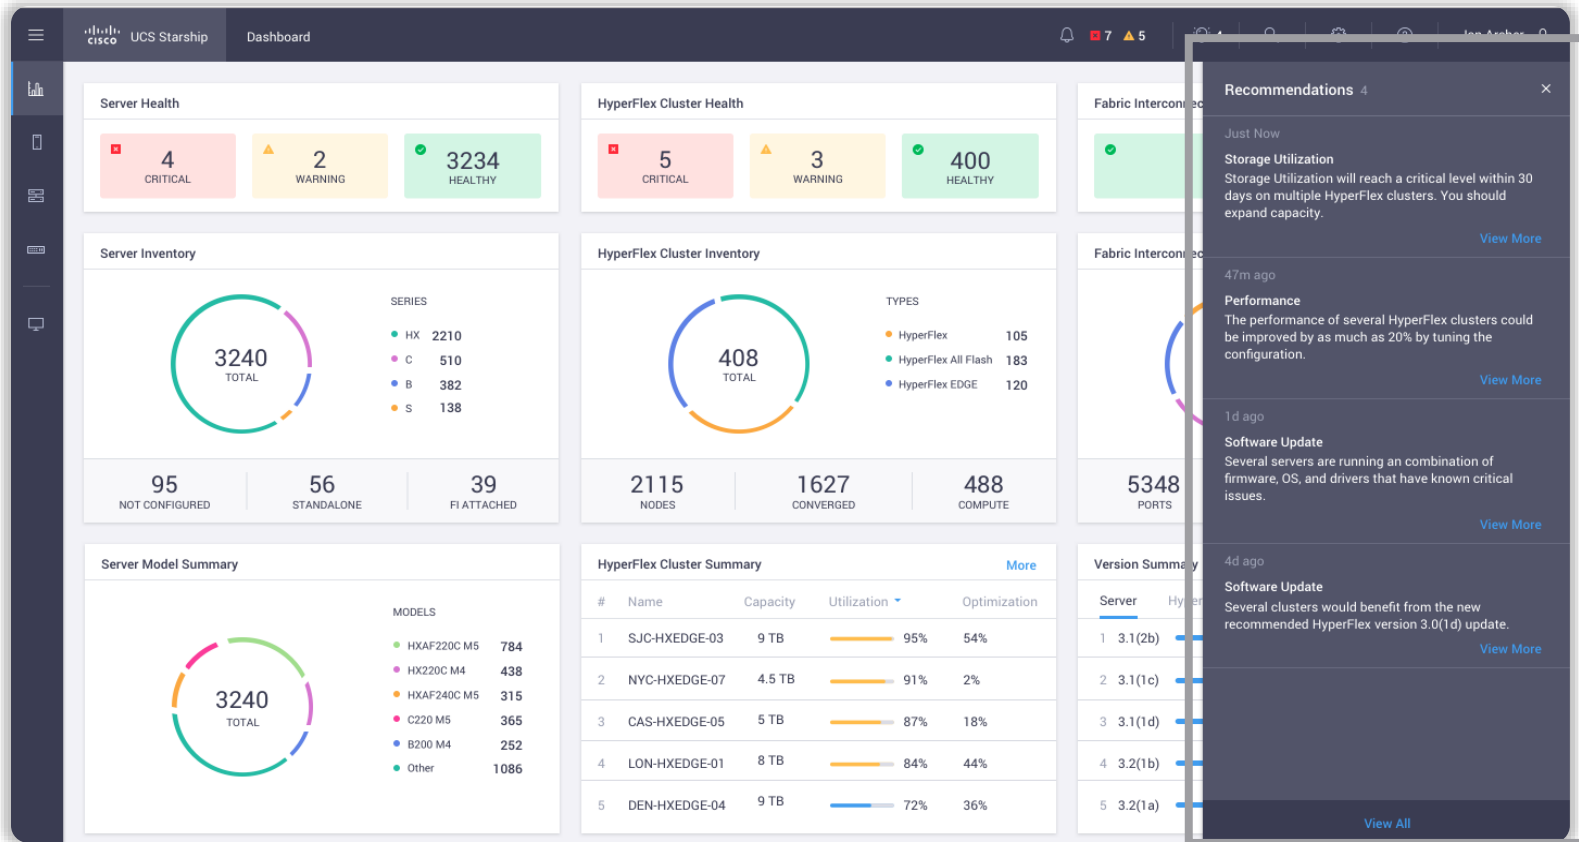 CISCO UCS Starship Dashboard 7 5 4
Server Health
4 2 3234
CRITICAL WARNING HEALTHY
HyperFlex Cluster Health
5 3 400
CRITICAL WARNING HEALTHY
Server Inventory
3240
TOTAL
SERIES
HX 2210
C 510
B 382
S 138
95 56 39
NOT CONFIGURED STANDALONE FI ATTACHED
HyperFlex Cluster Inventory
408
TOTAL
TYPES
HyperFlex 105
HyperFlex All Flash 183
HyperFlex EDGE 120
2115 1627 488
NODES CONVERGED COMPUTE
Fabric
Fabric
5348
PORTS
Server Model Summary
3240
TOTAL
MODELS
HXAF220C M5 784
HX220C M4 438
HXAF240C M5 315
C220 M5 365
B200 M4 252
Other 1086
HyperFlex Cluster Summary More
# Name Capacity Utilization Optimization
1 SJC-HXEDGE-03 9 TB 95% 54%
2 NYC-HXEDGE-07 4.5 TB 91% 2%
3 CAS-HXEDGE-05 5 TB 87% 18%
4 LON-HXEDGE-01 8 TB 84% 44%
5 DEN-HXEDGE-04 9 TB 72% 36%
Version Summary
Server
1 3.1(2b)
2 3.1(1c)
3 3.1(1d)
4 3.2(1b)
5 3.2(1a)
Recommendations 4
Just Now
Storage Utilization
Storage Utilization will reach a critical level within 30
days on multiple HyperFlex clusters. You should
expand capacity.
View More
47m ago
Performance
The performance of several HyperFlex clusters could
be improved by as much as 20% by tuning the
configuration.
View More
1d ago
Software Update
Several servers are running an combination of
firmware, OS, and drivers that have known critical
issues.
View More
4d ago
Software Update
Several clusters would benefit from the new
recommended HyperFlex version 3.0(1d) update.
View More
View All